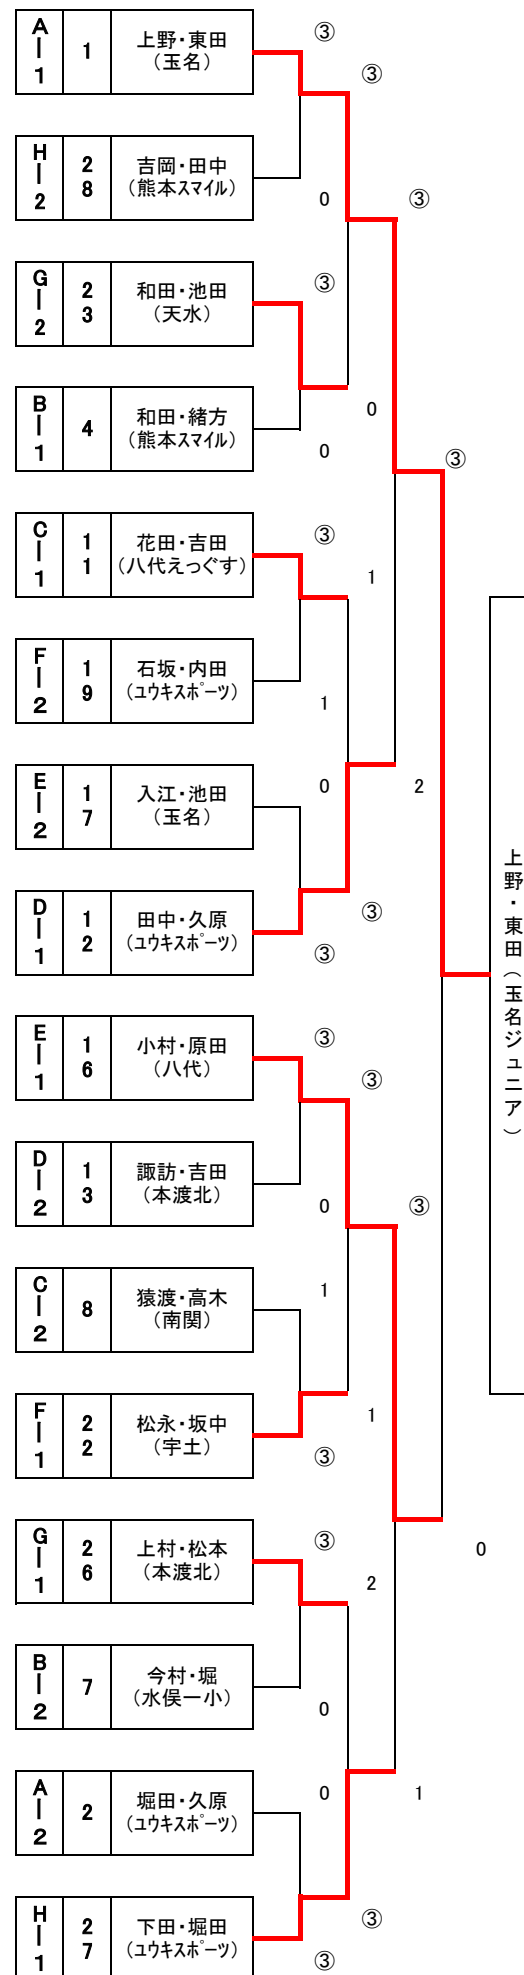 A-1 1 上野・東田
（玉名）
③
③
H-2 28 吉岡・田中
（熊本スマイル）
0
③
G-2 23 和田・池田
（天水）
③
0
B-1 4 和田・緒方
（熊本スマイル）
0
③
C-1 11 花田・吉田
（八代えっぐす）
③
1
F-2 19 石坂・内田
（ユウキスポーツ）
1
E-2 17 入江・池田
（玉名）
0
2
D-1 12 田中・久原
（ユウキスポーツ）
③
③
上野・東田（玉名ジュニア）
E-1 16 小村・原田
（八代）
③
③
D-2 13 諏訪・吉田
（本渡北）
0
③
C-2 8 猿渡・高木
（南関）
1
F-1 22 松永・坂中
（宇土）
1
③
G-1 26 上村・松本
（本渡北）
③
0
2
B-2 7 今村・堀
（水俣一小）
0
A-2 2 堀田・久原
（ユウキスポーツ）
0
1
H-1 27 下田・堀田
（ユウキスポーツ）
③
③